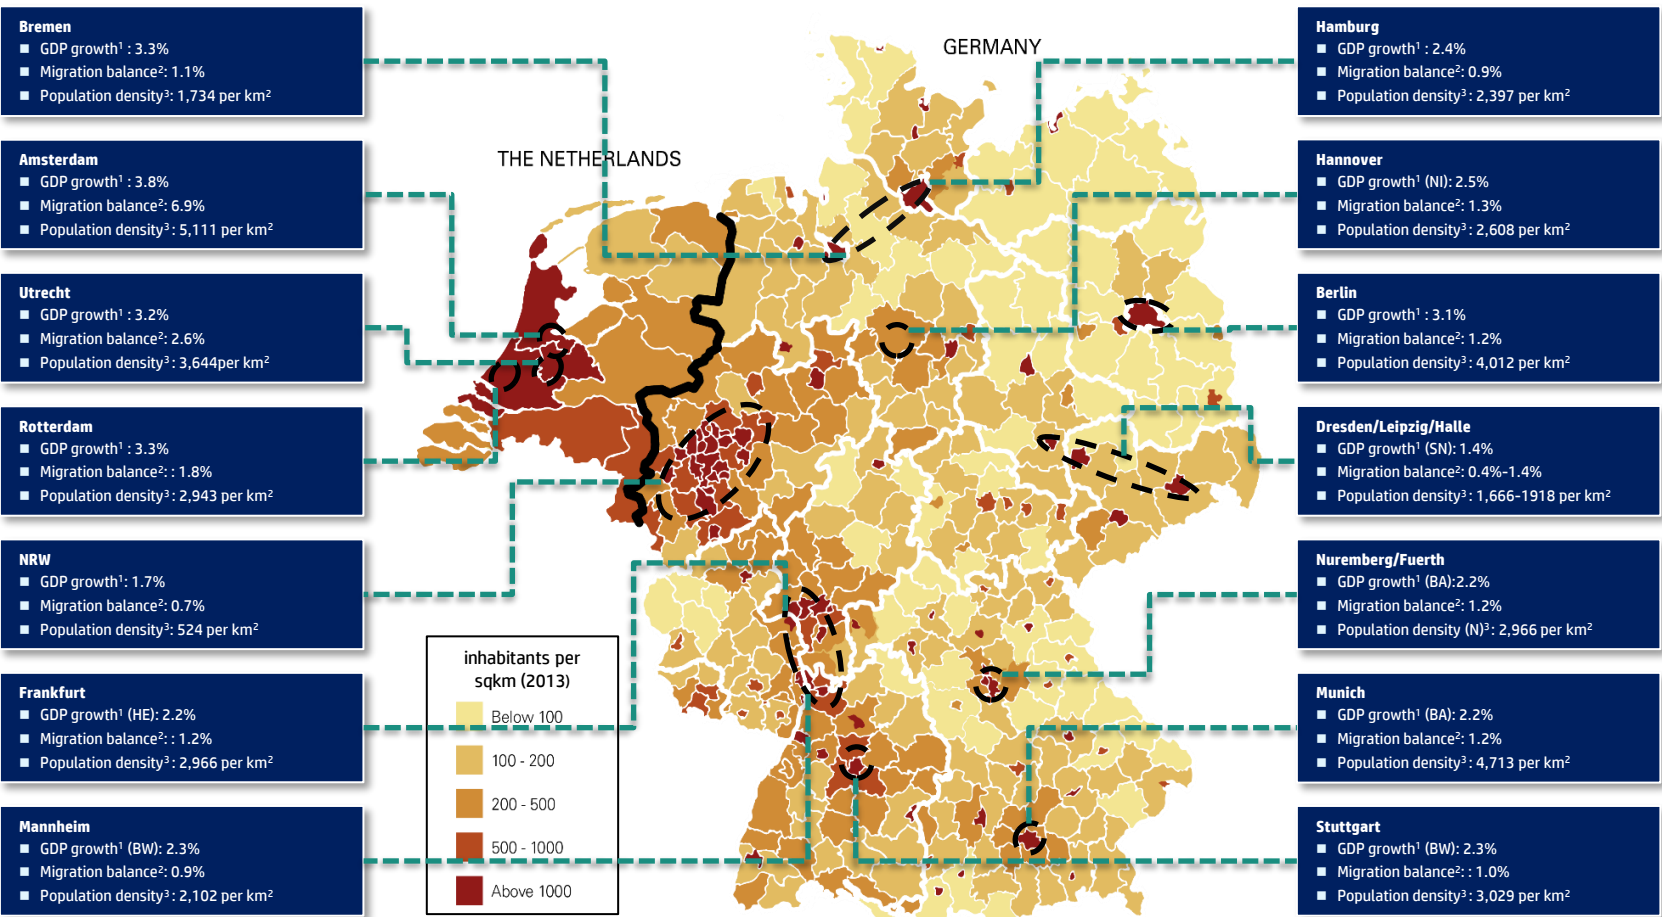 Bremen
■ GDP growth¹ : 3.3%
■ Migration balance²: 1.1%
■ Population density³: 1,734 per km²
Amsterdam
■ GDP growth¹ : 3.8%
■ Migration balance²: 6.9%
■ Population density³: 5,111 per km²
Utrecht
■ GDP growth¹ : 3.2%
■ Migration balance²: 2.6%
■ Population density³: 3,644per km²
Rotterdam
■ GDP growth¹ : 3.3%
■ Migration balance²: : 1.8%
■ Population density³: 2,943 per km²
NRW
■ GDP growth¹: 1.7%
■ Migration balance²: 0.7%
■ Population density³: 524 per km²
Frankfurt
■ GDP growth¹ (HE): 2.2%
■ Migration balance²: : 1.2%
■ Population density³: 2,966 per km²
Mannheim
■ GDP growth¹ (BW): 2.3%
■ Migration balance²: 0.9%
■ Population density³: 2,102 per km²
GERMANY
THE NETHERLANDS
inhabitants per
sqkm (2013)
Below 100
100 - 200
200 - 500
500 - 1000
Above 1000
Hamburg
■ GDP growth¹ : 2.4%
■ Migration balance²: 0.9%
■ Population density³ : 2,397 per km²
Hannover
■ GDP growth¹ (NI): 2.5%
■ Migration balance²: 1.3%
■ Population density³ : 2,608 per km²
Berlin
■ GDP growth¹ : 3.1%
■ Migration balance²: 1.2%
■ Population density³ : 4,012 per km²
Dresden/Leipzig/Halle
■ GDP growth¹ (SN): 1.4%
■ Migration balance²: 0.4%-1.4%
■ Population density³ : 1,666-1918 per km²
Nuremberg/Fuerth
■ GDP growth¹ (BA):2.2%
■ Migration balance²: 1.2%
■ Population density (N)³: 2,966 per km²
Munich
■ GDP growth¹ (BA): 2.2%
■ Migration balance²: 1.2%
■ Population density³ : 4,713 per km²
Stuttgart
■ GDP growth¹ (BW): 2.3%
■ Migration balance²: : 1.0%
■ Population density³ : 3,029 per km²